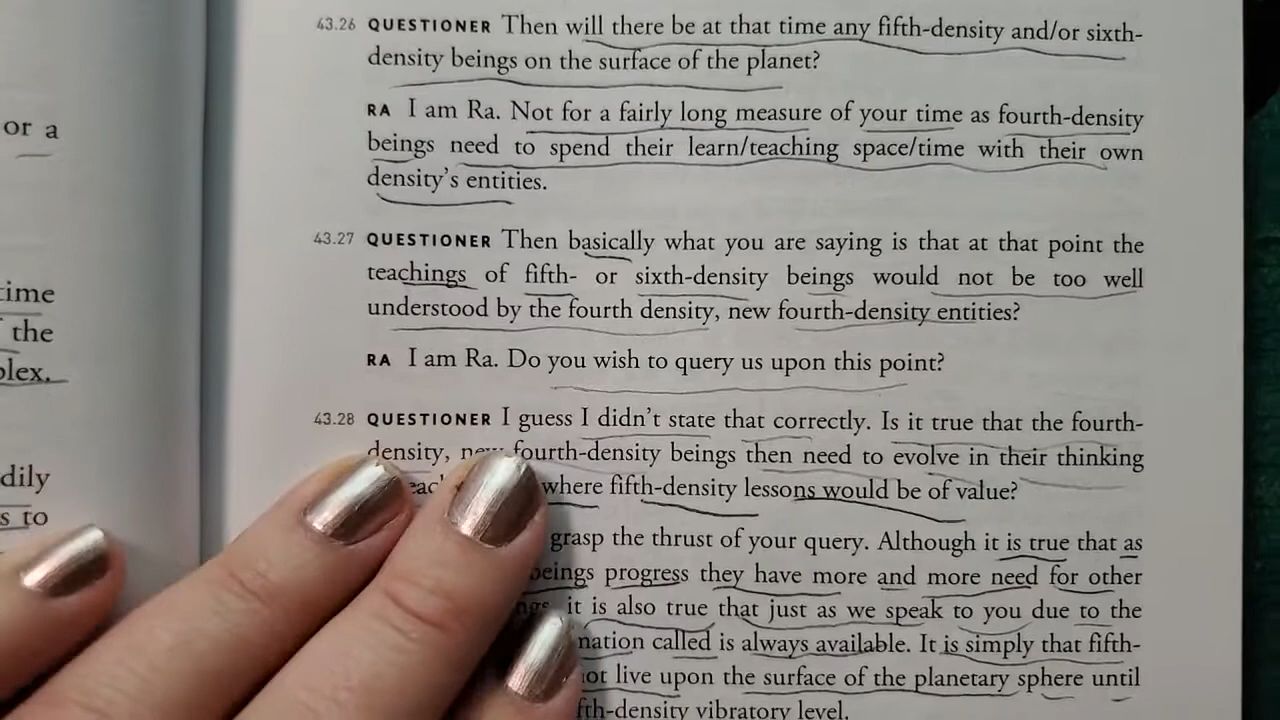 or a
time
the
plex.
dily
s to
43.26 QUESTIONER Then will there be at that time any fifth-density and/or sixth-
density beings on the surface of the planet?
RA I am Ra. Not for a fairly long measure of your time as fourth-density
beings need to spend their learn/teaching space/time with their own
density's entities.
43.27 QUESTIONER Then basically what you are saying is that at that point the
teachings of fifth- or sixth-density beings would not be too well
understood by the fourth density, new fourth-density entities?
RA I am Ra. Do you wish to query us upon this point?
43.28 QUESTIONER I guess I didn't state that correctly. Is it true that the fourth-
density, new fourth-density beings then need to evolve in their thinking
where fifth-density lessons would be of value?
grasp the thrust of your query. Although it is true that as
beings progress they have more and more need for other
it is also true that just as we speak to you due to the
called is always available. It is simply that fifth-
not live upon the surface of the planetary sphere until
vibratory level.